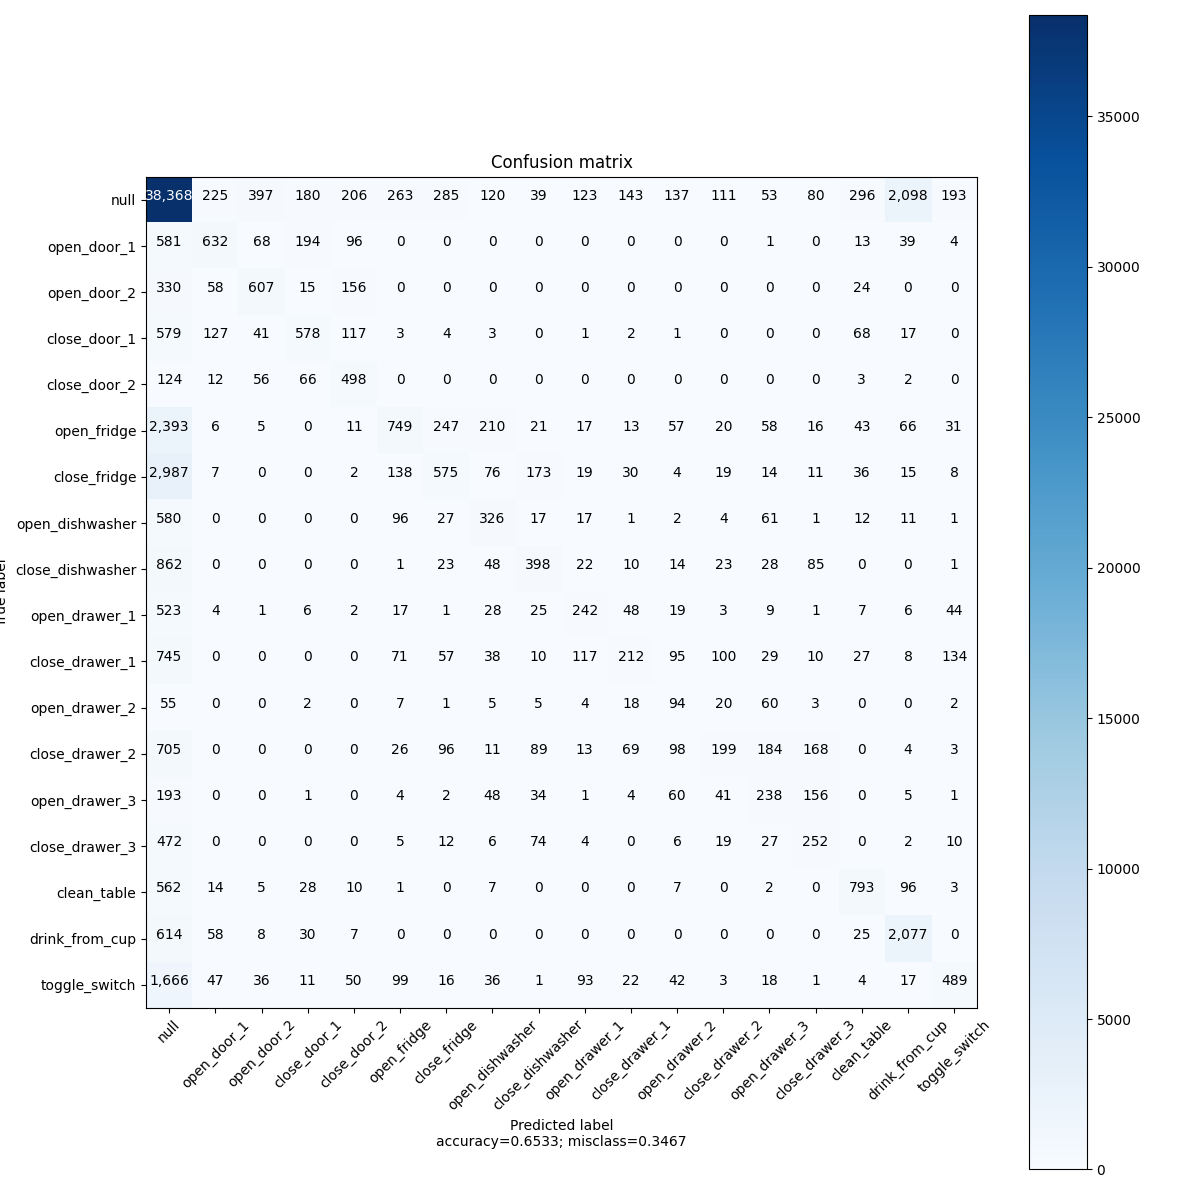 Confusion matrix
null 38,368 225 397 180 206 263 285 120 39 123 143 137 111 53 80 296 2,098 193
open_door_1 581 632 68 194 96 0 0 0 0 0 0 0 0 1 0 13 39 4
open_door_2 330 58 607 15 156 0 0 0 0 0 0 0 0 0 0 24 0 0
close_door_1 579 127 41 578 117 3 4 3 0 1 2 1 0 0 0 68 17 0
close_door_2 124 12 56 66 498 0 0 0 0 0 0 0 0 0 0 3 2 0
open_fridge 2,393 6 5 0 11 749 247 210 21 17 13 57 20 58 16 43 66 31
close_fridge 2,987 7 0 0 2 138 575 76 173 19 30 4 19 14 11 36 15 8
open_dishwasher 580 0 0 0 0 96 27 326 17 17 1 2 4 61 1 12 11 1
close_dishwasher 862 0 0 0 0 1 23 48 398 22 10 14 23 28 85 0 0 1
open_drawer_1 523 4 1 6 2 17 1 28 25 242 48 19 3 9 1 7 6 44
close_drawer_1 745 0 0 0 0 71 57 38 10 117 212 95 100 29 10 27 8 134
open_drawer_2 55 0 0 2 0 7 1 5 5 4 18 94 20 60 3 0 0 2
close_drawer_2 705 0 0 0 0 26 96 11 89 13 69 98 199 184 168 0 4 3
open_drawer_3 193 0 0 1 0 4 2 48 34 1 4 60 41 238 156 0 5 1
close_drawer_3 472 0 0 0 0 5 12 6 74 4 0 6 19 27 252 0 2 10
clean_table 562 14 5 28 10 1 0 7 0 0 0 7 0 2 0 793 96 3
drink_from_cup 614 58 8 30 7 0 0 0 0 0 0 0 0 0 0 25 2,077 0
toggle_switch 1,666 47 36 11 50 99 16 36 1 93 22 42 3 18 1 4 17 489
null open_door_1 open_door_2 close_door_1 close_door_2 open_fridge close_fridge open_dishwasher close_dishwasher open_drawer_1 close_drawer_1 open_drawer_2 close_drawer_2 open_drawer_3 close_drawer_3 clean_table drink_from_cup toggle_switch
Predicted label
accuracy=0.6533; misclass=0.3467
35000
30000
25000
20000
15000
10000
5000
0